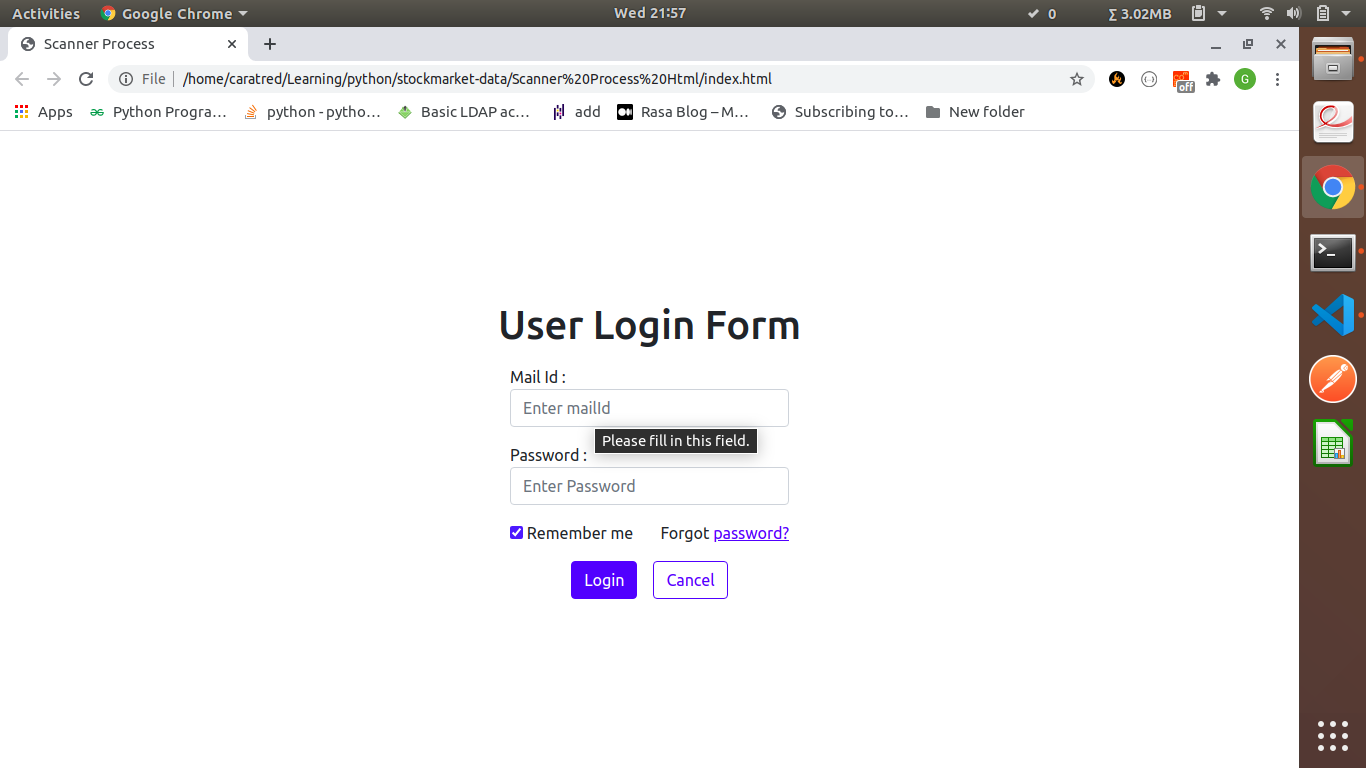 Activities Google Chrome Wed 21:57 0 ∑ 3.02MB
Scanner Process
File /home/caratred/Learning/python/stockmarket-data/Scanner%20Process%20Html/index.html G off
Apps Python Progra… python - pytho… Basic LDAP ac… add Rasa Blog – M… Subscribing to… New folder
User Login Form
Mail Id :
Enter mailId
Please fill in this field.
Password :
Enter Password
Remember me Forgot password?
Login Cancel